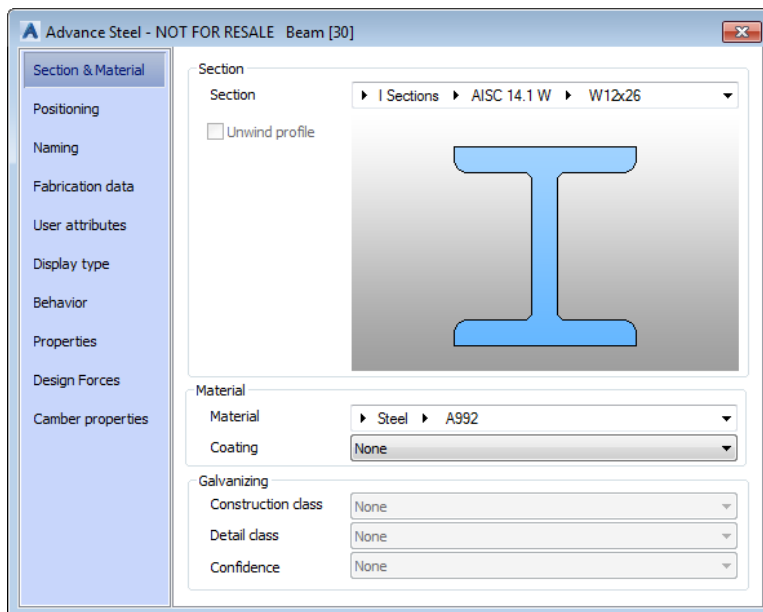 Advance Steel - NOT FOR RESALE Beam [30]
Section & Material
Positioning
Naming
Fabrication data
User attributes
Display type
Behavior
Properties
Design Forces
Camber properties
Section
Section I Sections AISC 14.1 W W12x26
Unwind profile
Material
Material Steel A992
Coating None
Galvanizing
Construction class None
Detail class None
Confidence None